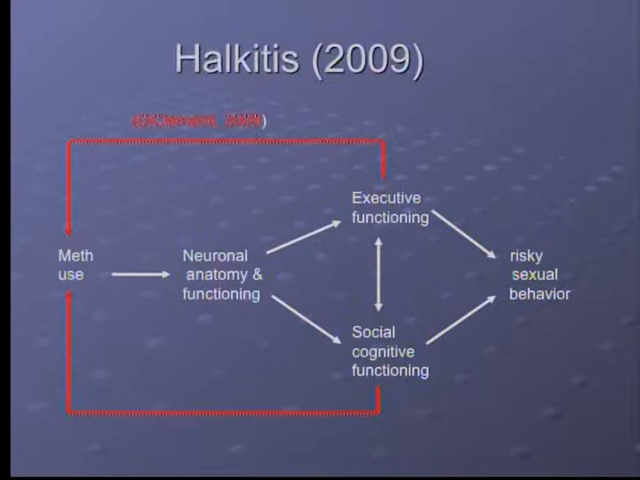 Halkitis (2009)
Executive
functioning
Meth
use
Neuronal
anatomy &
functioning
risky
sexual
behavior
Social
cognitive
functioning